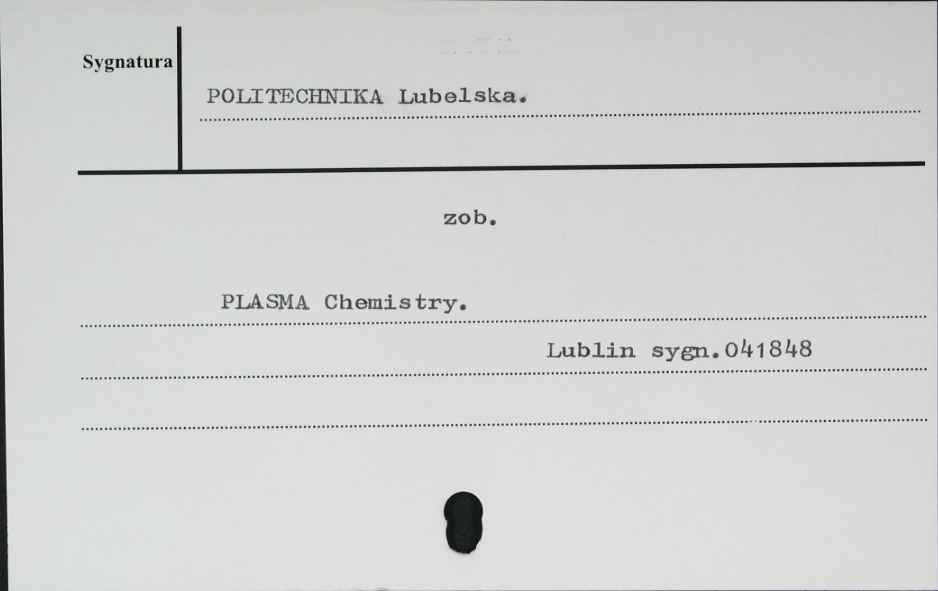 Sygnatura
POLITECHNIKA Lubelska.
zob.
PLASMA Chemistry.
Lublin sygn.041848